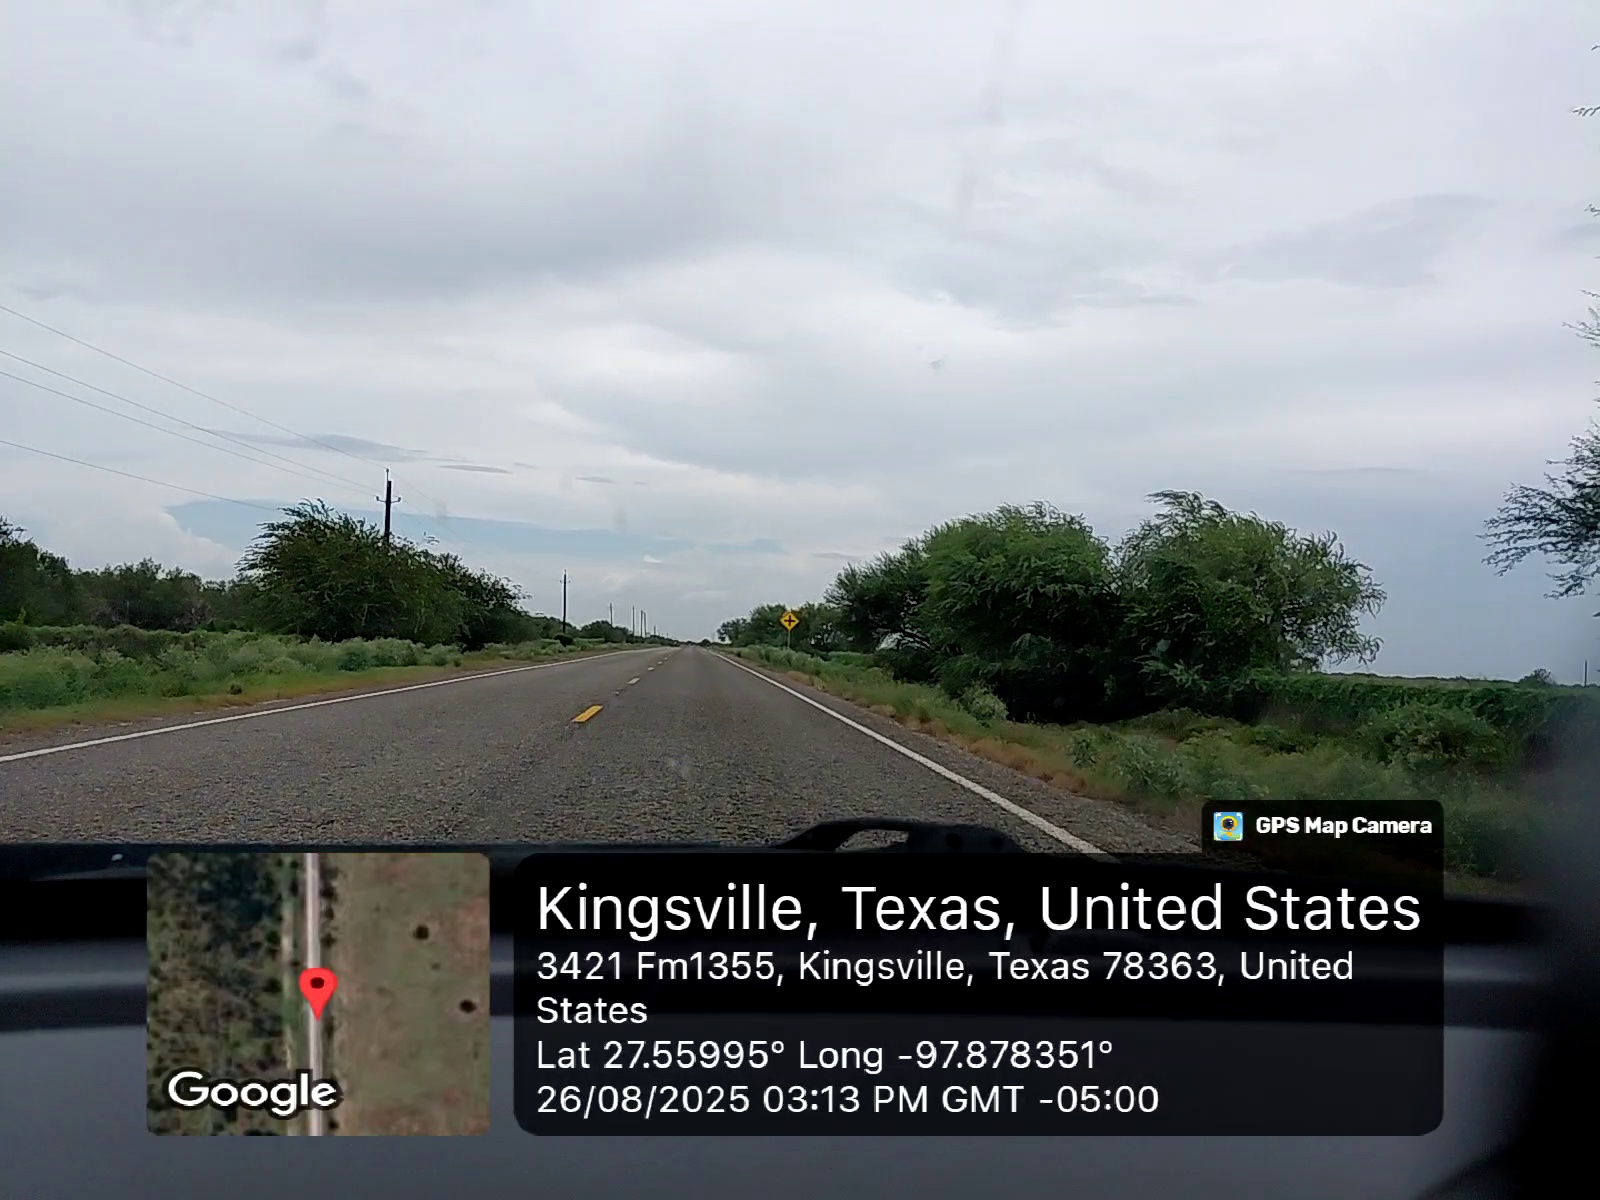 GPS Map Camera
Kingsville, Texas, United States
3421 Fm1355, Kingsville, Texas 78363, United
States
Lat 27.55995° Long -97.878351°
26/08/2025 03:13 PM GMT -05:00
Google